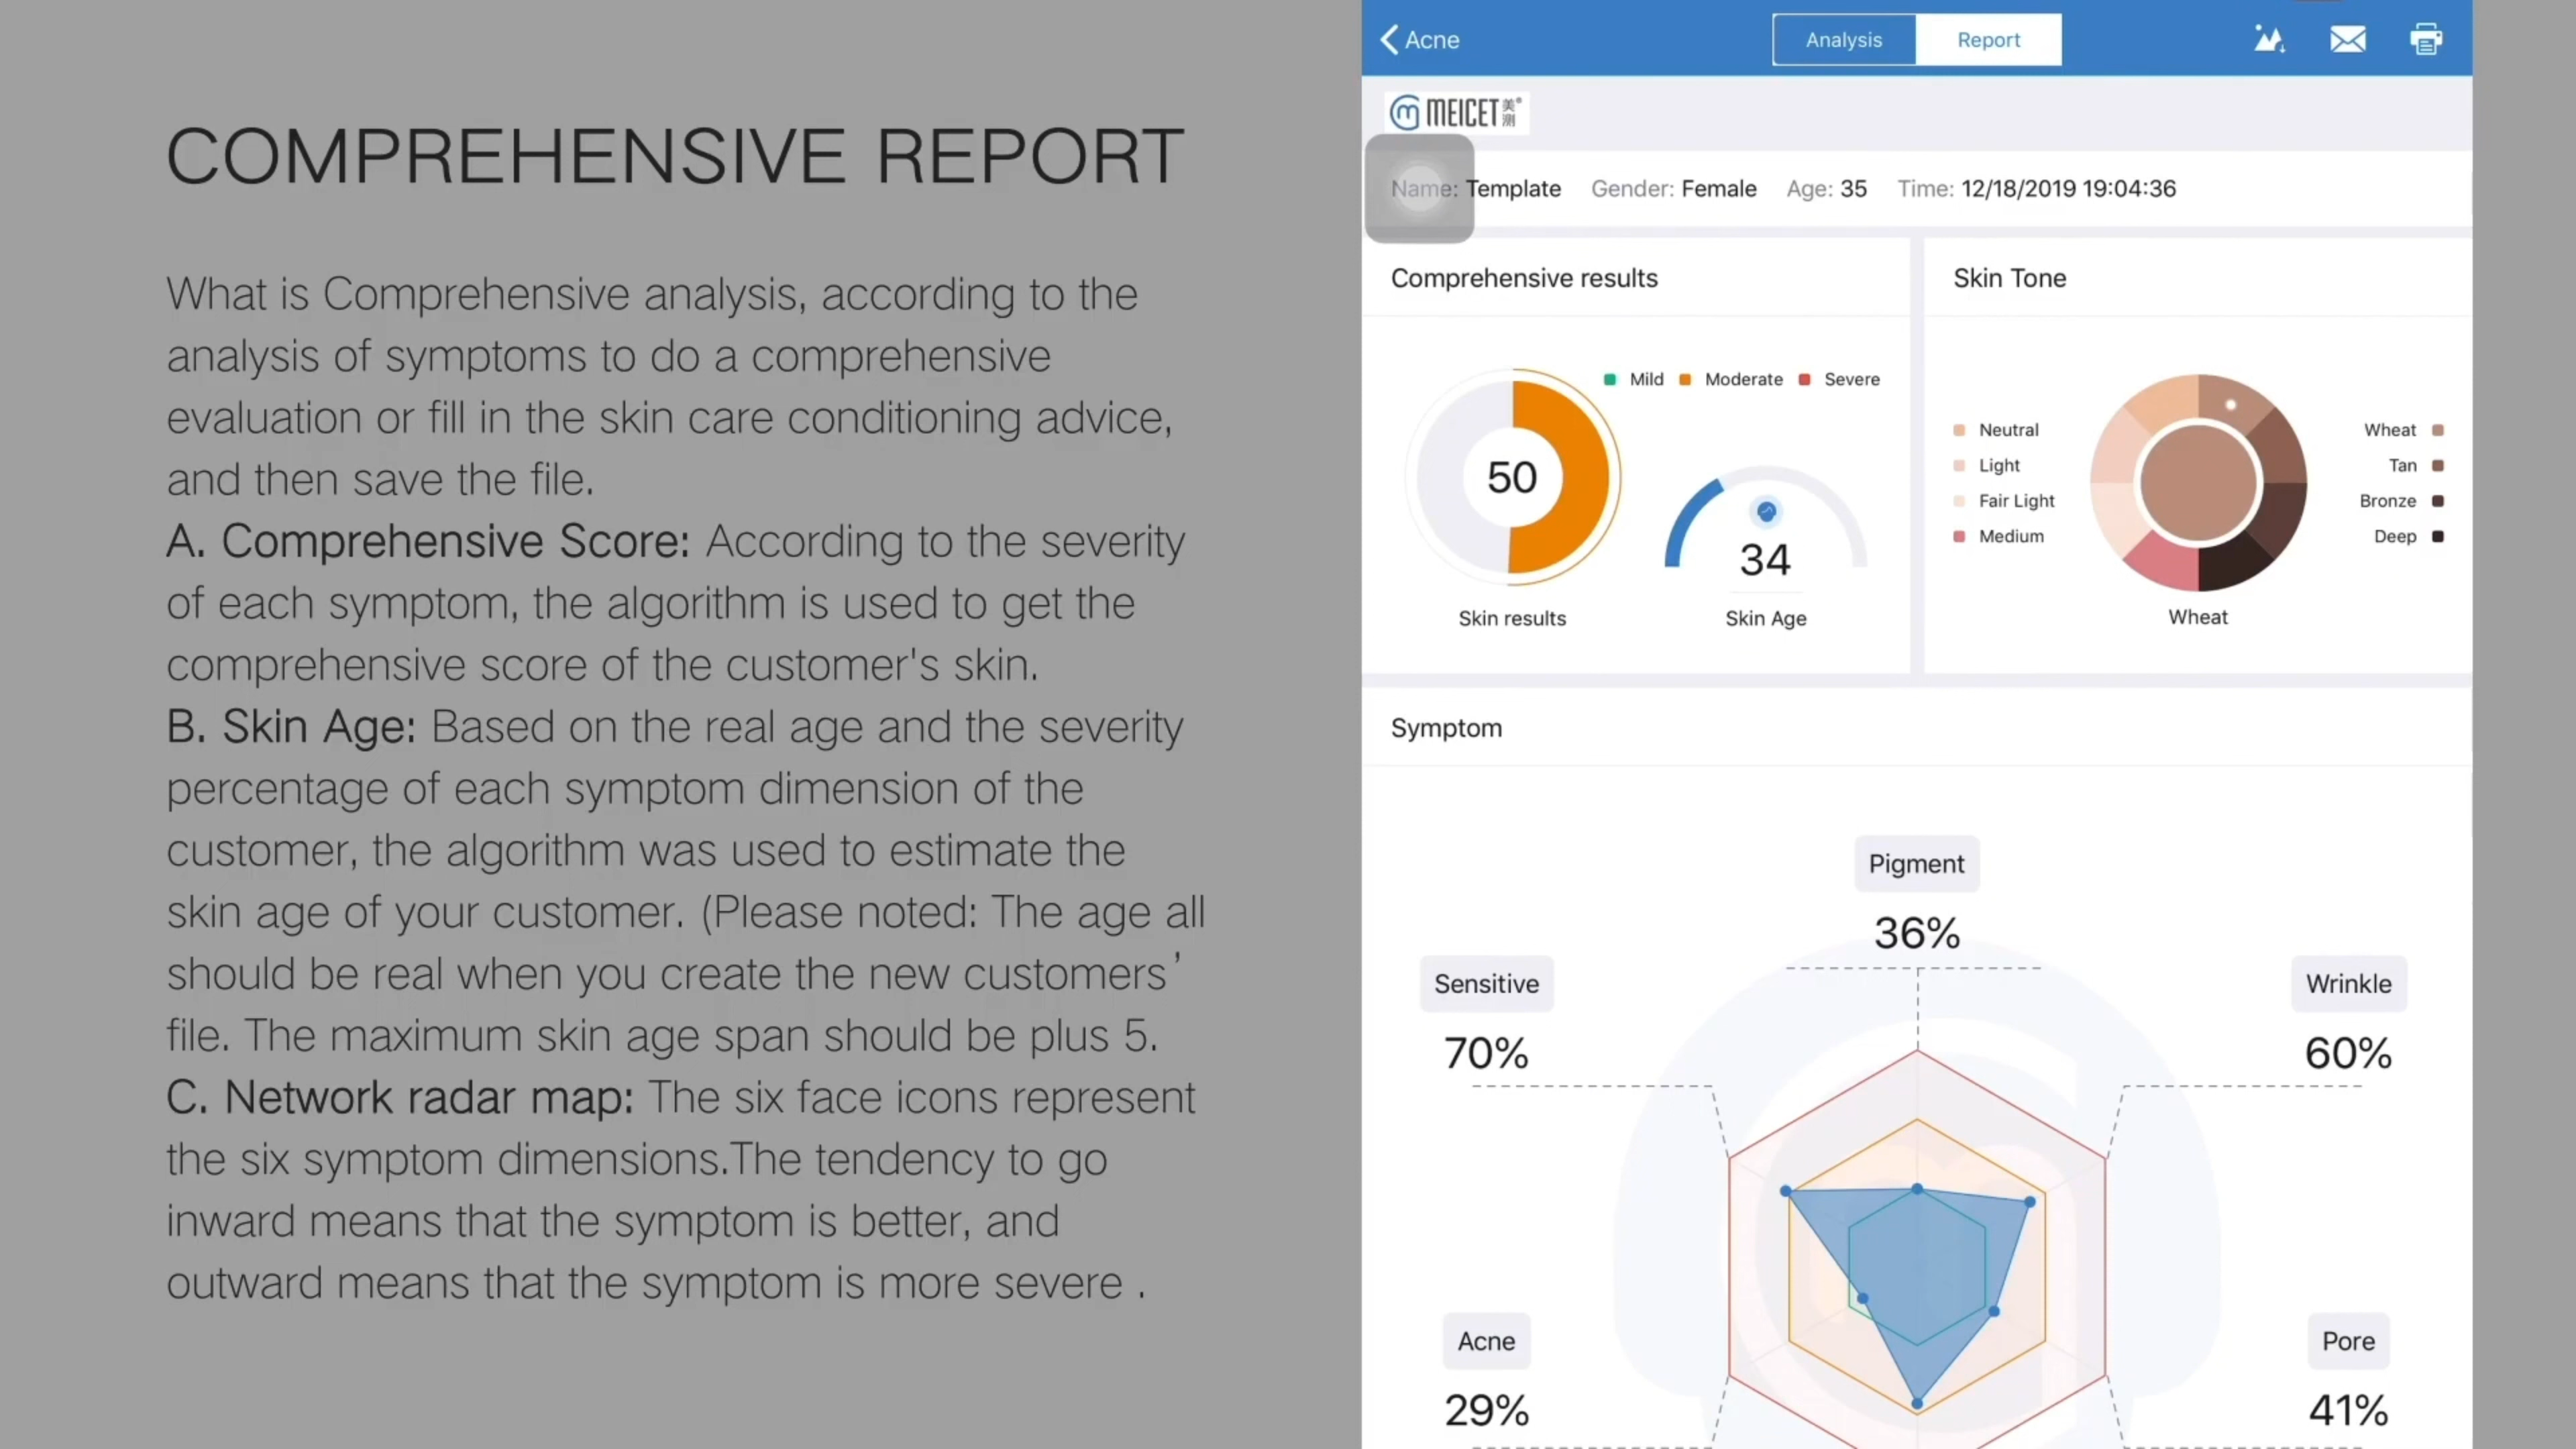 COMPREHENSIVE REPORT
What is Comprehensive analysis, according to the
analysis of symptoms to do a comprehensive
evaluation or fill in the skin care conditioning advice,
and then save the file.
A. Comprehensive Score: According to the severity
of each symptom, the algorithm is used to get the
comprehensive score of the customer's skin.
B. Skin Age: Based on the real age and the severity
percentage of each symptom dimension of the
customer, the algorithm was used to estimate the
skin age of your customer. (Please noted: The age all
should be real when you create the new customers’
file. The maximum skin age span should be plus 5.
C. Network radar map: The six face icons represent
the six symptom dimensions.The tendency to go
inward means that the symptom is better, and
outward means that the symptom is more severe .
Acne
Analysis
Report
MEICET 美测®
Name: Template Gender: Female Age: 35 Time: 12/18/2019 19:04:36
Comprehensive results
Mild Moderate Severe
50
Skin results
34
Skin Age
Skin Tone
Neutral
Light
Fair Light
Medium
Wheat
Tan
Bronze
Deep
Wheat
Symptom
Pigment
36%
Sensitive
70%
Wrinkle
60%
Acne
29%
Pore
41%